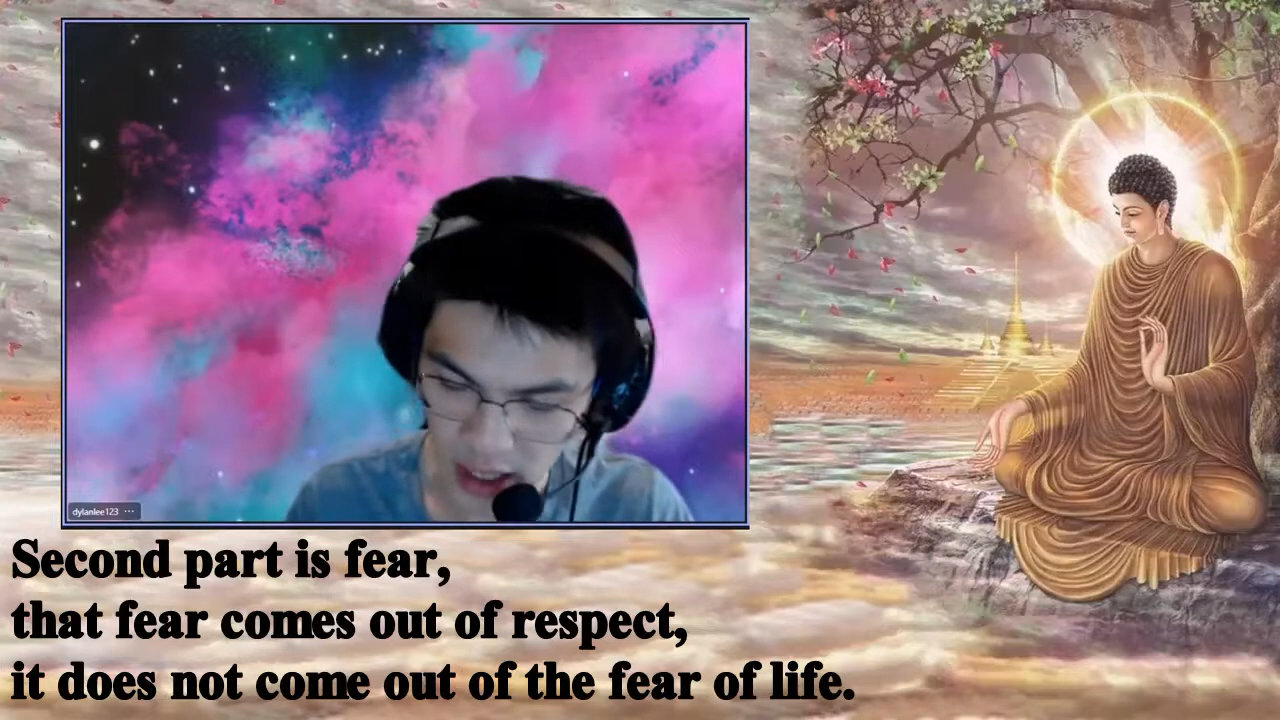 dylanlee123 ...
Second part is fear,
that fear comes out of respect,
it does not come out of the fear of life.